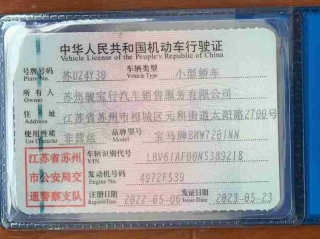 中华人民共和国机动车行驶证
Vehicle License of the People's Republic of China
号牌号码 苏UZ4Y30 车辆类型 小型轿车
Plate No. Vehicle Type
所有人 苏州骏宝行汽车销售服务有限公司
Owner
住址 江苏省苏州市相城区元和街道太阳路2700号
Address
使用性质 非营运 品牌型号 宝马牌BMW7201NN
Use Character Model
江苏省苏州
市公安局交
通警察支队
车辆识别代号
VIN
发动机号码 4972F539
Engine No.
注册日期 2022-05-06 发证日期 2023-05-23